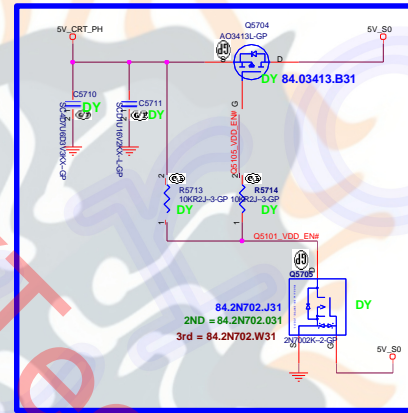 Q5704
AO3413L-GP
5V_CRT_PH
5V_S0
S
D
DY
84.03413.B31
G
C5710
DY
C5711
DY
Q5105_VDD_EN#
2
R5713
10KR2J-3-GP
DY
1
2
R5714
10KR2J-3-GP
DY
1
Q5101_VDD_EN#
Q5705
D
84.2N702.J31
2ND = 84.2N702.031
3rd = 84.2N702.W31
DY
2N7002K-2-GP
S
G
5V_S0